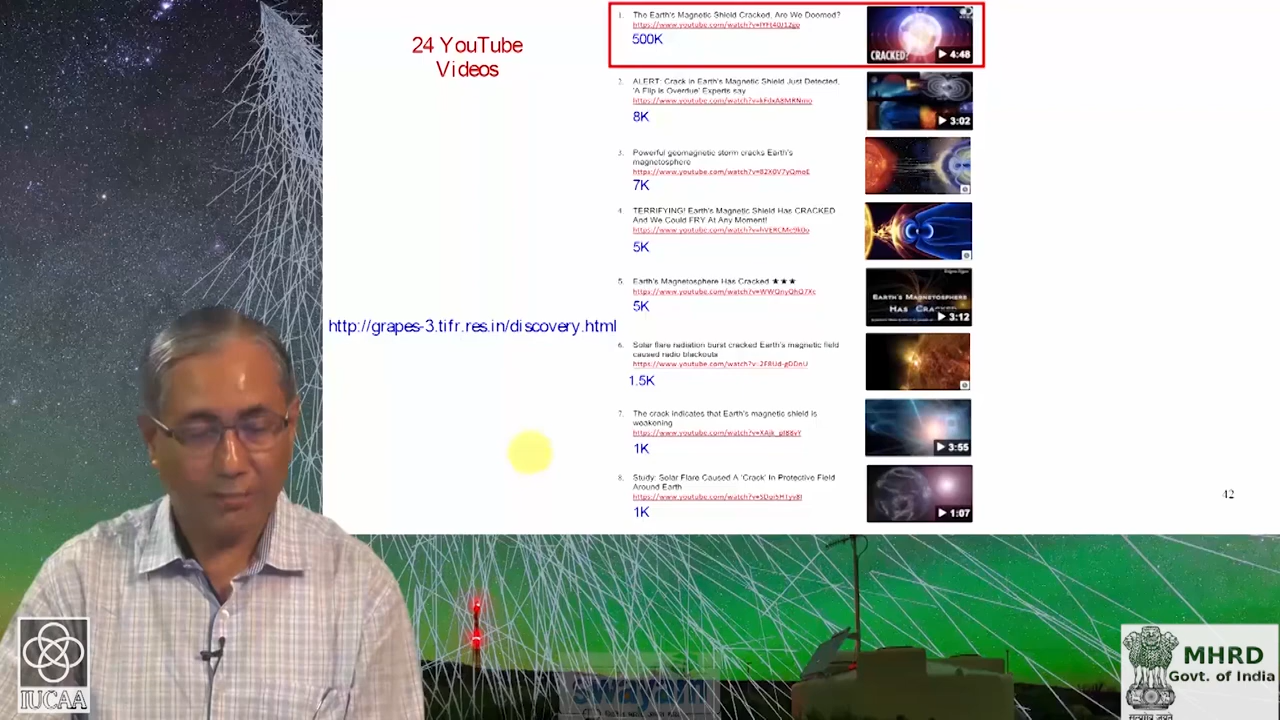 24 YouTube
Videos
http://grapes-3.tifr.res.in/discovery.html
1. The Earth's Magnetic Shield Cracked, Are We Doomed?
500K
CRACKED?
4:48
2. ALERT: Crack in Earth's Magnetic Shield Just Detected,
'A Flip Is Overdue' Experts say
8K
3:02
3. Powerful geomagnetic storm cracks Earth's
magnetosphere
7K
4. TERRIFYING! Earth's Magnetic Shield Has CRACKED
And We Could FRY At Any Moment!
5K
5. Earth's Magnetosphere Has Cracked ★★★
5K
EARTH'S MAGNETOSPHERE
HAS CRACKED
3:12
6. Solar flare radiation burst cracked Earth's magnetic field
caused radio blackouts
1.5K
7. The crack indicates that Earth's magnetic shield is
weakening
1K
3:55
8. Study: Solar Flare Caused A 'Crack' In Protective Field
Around Earth
1K
1:07
42
IUCAA
swayam
MHRD
Govt. of India